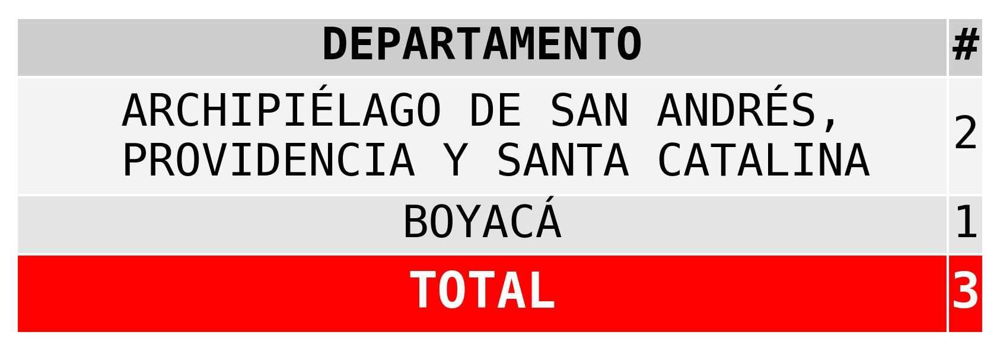 DEPARTAMENTO #
ARCHIPIÉLAGO DE SAN ANDRÉS,
PROVIDENCIA Y SANTA CATALINA 2
BOYACÁ 1
TOTAL 3